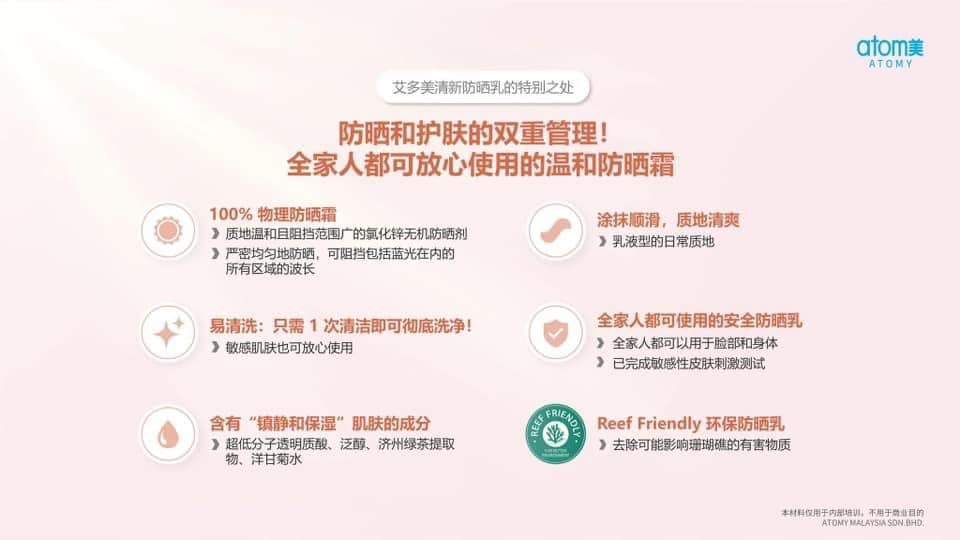 atom美
ATOMY
艾多美清新防晒乳的特别之处
防晒和护肤的双重管理！
全家人都可放心使用的温和防晒霜
100% 物理防晒霜
》质地温和且阻挡范围广的氯化锌无机防晒剂
》严密均匀地防晒，可阻挡包括蓝光在内的
所有区域的波长
易清洗：只需 1 次清洁即可彻底洗净！
》敏感肌肤也可放心使用
含有“镇静和保湿”肌肤的成分
》超低分子透明质酸、泛醇、济州绿茶提取
物、洋甘菊水
涂抹顺滑，质地清爽
》乳液型的日常质地
全家人都可使用的安全防晒乳
》全家人都可以用于脸部和身体
》已完成敏感性皮肤刺激测试
REEF FRIENDLY
Reef Friendly 环保防晒乳
》去除可能影响珊瑚礁的有害物质
本材料仅用于内部培训，不用于商业目的
ATOMY MALAYSIA SDN.BHD.